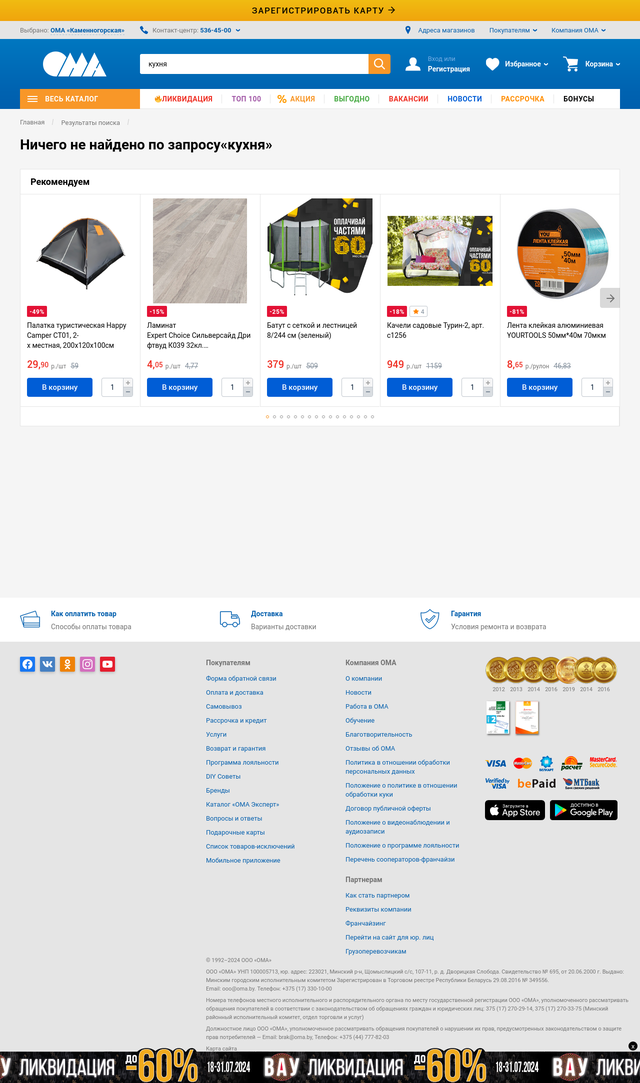 ЗАРЕГИСТРИРОВАТЬ КАРТУ →
Выбрано: ОМА «Каменногорская»
Контакт-центр: 536-45-00
Адреса магазинов
Покупателям
Компания ОМА
ОМА
кухня
Вход или
Регистрация
Избранное
Корзина
ВЕСЬ КАТАЛОГ
ЛИКВИДАЦИЯ
ТОП 100
% АКЦИЯ
ВЫГОДНО
ВАКАНСИИ
НОВОСТИ
РАССРОЧКА
БОНУСЫ
Главная
Результаты поиска
Ничего не найдено по запросу«кухня»
Рекомендуем
-49%
Палатка туристическая Happy
Camper CT01, 2-
х местная, 200х120х100см
29,90 р./шт 59
В корзину
1
-15%
Ламинат
Expert Choice Сильверсайд Дри
фтвуд К039 32кл....
4,05 р./шт 4,77
В корзину
1
ОПЛАЧИВАЙ
ЧАСТЯМИ
60
-25%
Батут с сеткой и лестницей
8/244 см (зеленый)
379 р./шт 509
В корзину
1
ОПЛАЧИВАЙ
ЧАСТЯМИ
60
-18%
4
Качели садовые Турин-2, арт.
с1256
949 р./шт 1159
В корзину
1
YOU
ЛЕНТА КЛЕЙКАЯ
50мм*
40м
-81%
Лента клейкая алюминиевая
YOURTOOLS 50мм*40м 70мкм
8,65 р./рулон 46,83
В корзину
1
Как оплатить товар
Способы оплаты товара
Доставка
Варианты доставки
Гарантия
Условия ремонта и возврата
Покупателям
Форма обратной связи
Оплата и доставка
Самовывоз
Рассрочка и кредит
Услуги
Возврат и гарантия
Программа лояльности
DIY Советы
Бренды
Каталог «ОМА Эксперт»
Вопросы и ответы
Подарочные карты
Список товаров-исключений
Мобильное приложение
Компания ОМА
О компании
Новости
Работа в ОМА
Обучение
Благотворительность
Отзывы об ОМА
Политика в отношении обработки
персональных данных
Положение о политике в отношении
обработки куки
Договор публичной оферты
Положение о видеонаблюдении и
аудиозаписи
Положение о программе лояльности
Перечень сооператоров-франчайзи
Партнерам
Как стать партнером
Реквизиты компании
Франчайзинг
Перейти на сайт для юр. лиц
Грузоперевозчикам
2012 2013 2014 2016 2019 2014 2016
VISA
MasterCard
БЕЛКАРТ
расчет
MasterCard.
SecureCode.
Verified by
VISA
bePaid
МТБанк
Загрузите в
App Store
ДОСТУПНО В
Google Play
© 1992–2024 ООО «ОМА»
ООО «ОМА» УНП 100005713, юр. адрес: 223021, Минский р-н, Щомыслицкий с/с, 107-11, р. д. Дворицкая Слобода. Свидетельство № 695, от 20.06.2000 г. Выдано:
Минским городским исполнительным комитетом Зарегистрирован в Торговом реестре Республики Беларусь 29.08.2016 № 349556.
Email: ooo@oma.by. Телефон: +375 (17) 330-10-00
Номера телефонов местного исполнительного и распорядительного органа по месту государственной регистрации ООО «ОМА», уполномоченного рассматривать
обращения покупателей в соответствии с законодательством об обращениях граждан и юридических лиц: 375 (17) 270-29-14, 375 (17) 270-33-75 (Минский
районный исполнительный комитет, отдел торговли и услуг)
Должностное лицо ООО «ОМА», уполномоченное рассматривать обращения покупателей о нарушении их прав, предусмотренных законодательством о защите
прав потребителей — Email: brak@oma.by, Телефон: +375 (44) 777-82-03
Карта сайта
x
У ЛИКВИДАЦИЯ
до -60%
18-31.07.2024
ВАУ ЛИКВИДАЦИЯ
до -60%
18-31.07.2024
ВАУ ЛИКВИ